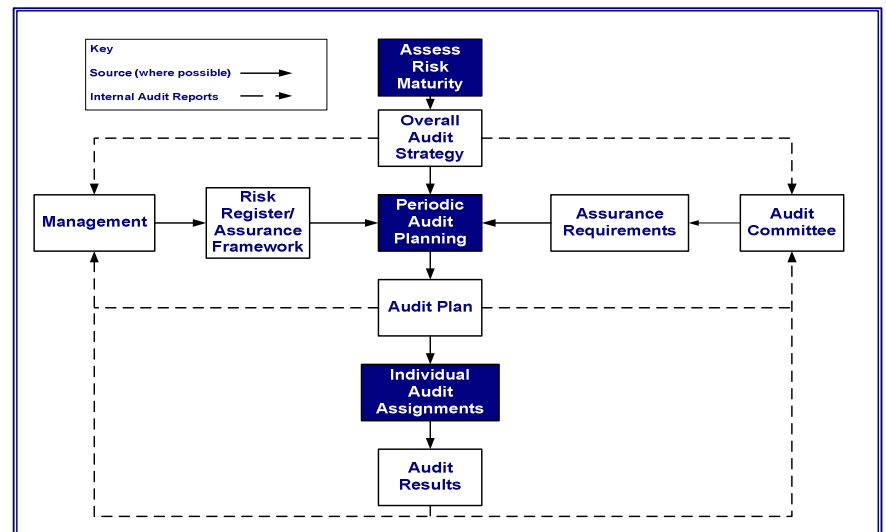 Key
Source (where possible)
Internal Audit Reports
Assess
Risk
Maturity
Overall
Audit
Strategy
Management
Risk
Register/
Assurance
Framework
Periodic
Audit
Planning
Assurance
Requirements
Audit
Committee
Audit Plan
Individual
Audit
Assignments
Audit
Results